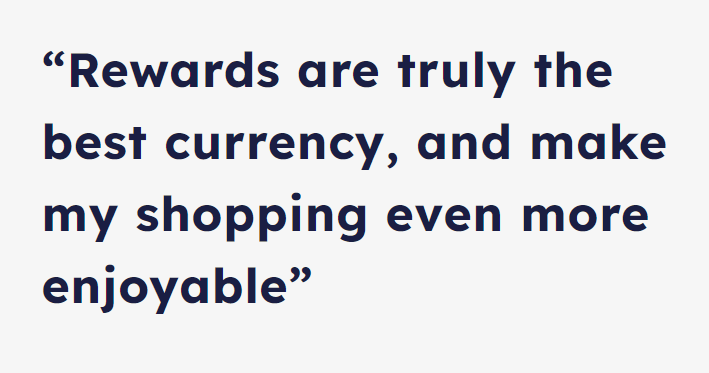 “Rewards are truly the
best currency, and make
my shopping even more
enjoyable”